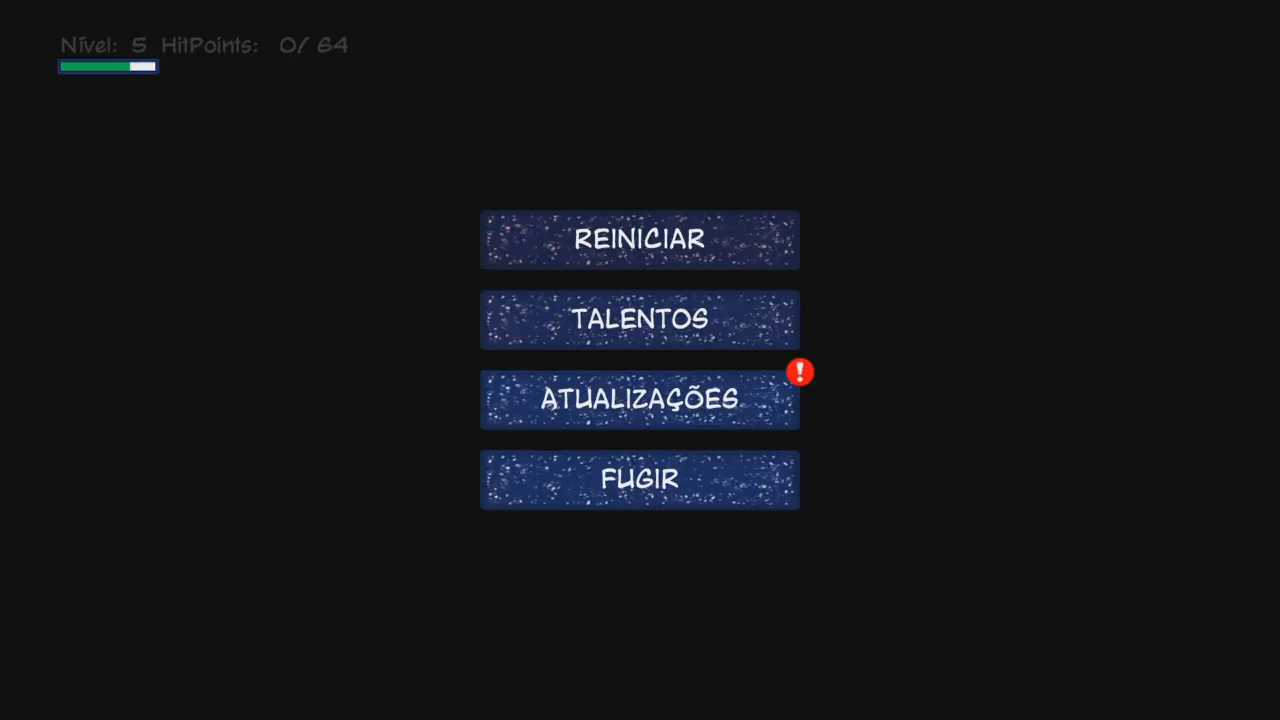 Nível: 5 HitPoints: 0/ 64
REINICIAR
TALENTOS
!
ATUALIZAÇÕES
FUGIR